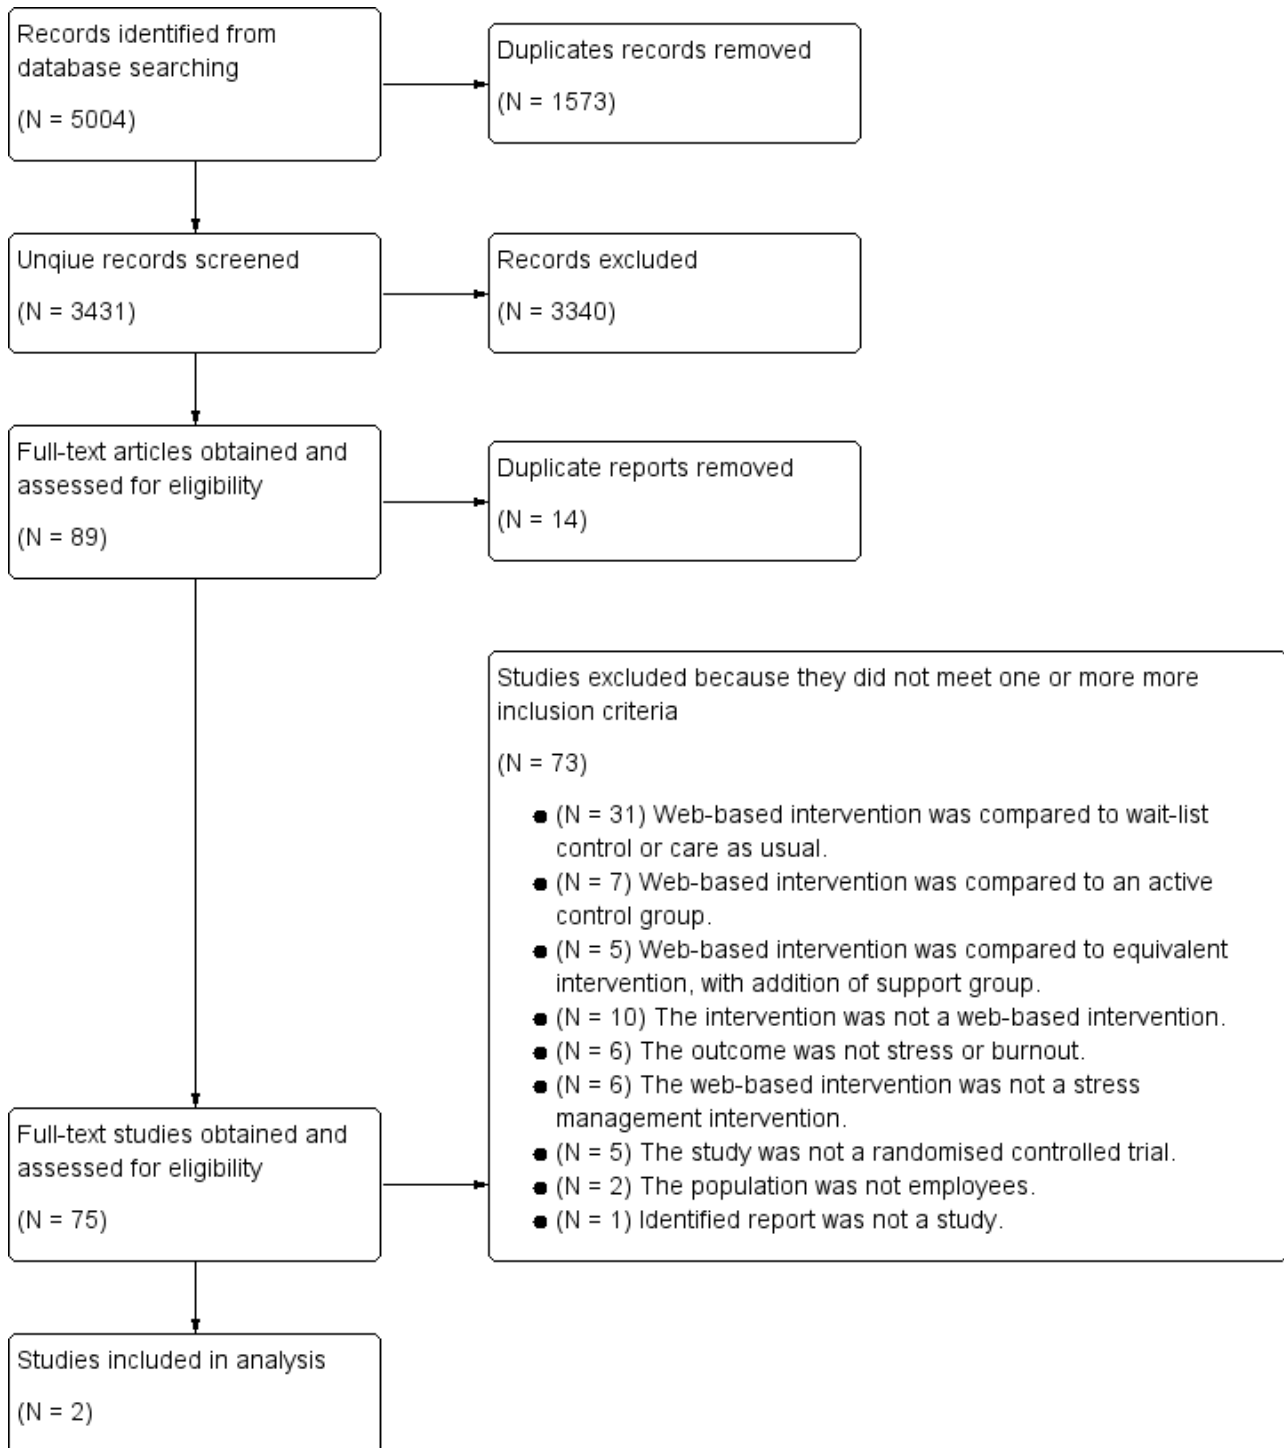 Records identified from
database searching
(N = 5004)
Duplicates records removed
(N = 1573)
Unqiue records screened
(N = 3431)
Records excluded
(N = 3340)
Full-text articles obtained and
assessed for eligibility
(N = 89)
Duplicate reports removed
(N = 14)
Studies excluded because they did not meet one or more more
inclusion criteria
(N = 73)
● (N = 31) Web-based intervention was compared to wait-list
control or care as usual.
● (N = 7) Web-based intervention was compared to an active
control group.
● (N = 5) Web-based intervention was compared to equivalent
intervention, with addition of support group.
● (N = 10) The intervention was not a web-based intervention.
● (N = 6) The outcome was not stress or burnout.
● (N = 6) The web-based intervention was not a stress
management intervention.
● (N = 5) The study was not a randomised controlled trial.
● (N = 2) The population was not employees.
● (N = 1) Identified report was not a study.
Full-text studies obtained and
assessed for eligibility
(N = 75)
Studies included in analysis
(N = 2)